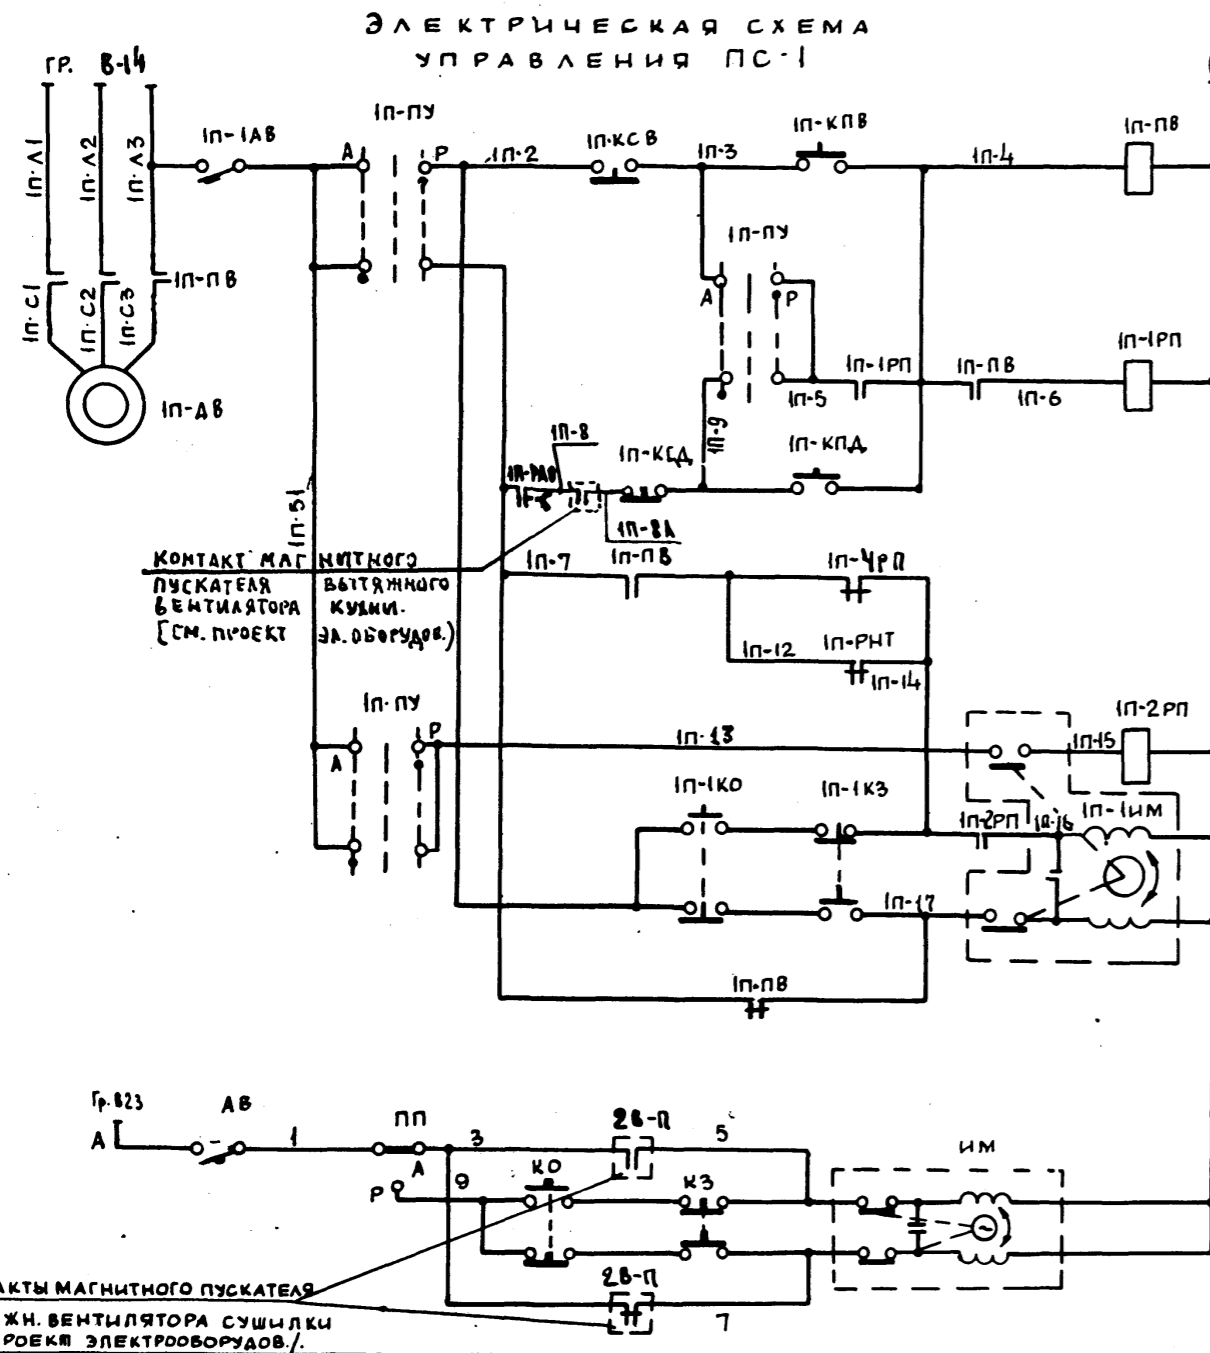 ЭЛЕКТРИЧЕСКАЯ СХЕМА
УПРАВЛЕНИЯ ПС-1
ГР. В-14
1П-Л1
1П-Л2
1П-Л3
1П-1АВ
1П-ПУ
А
Р
1П-2
1П-КСВ
1П-3
1П-КПВ
1П-4
1П-ПВ
1П-ПВ
1П-С1
1П-С2
1П-С3
1П-ДВ
1П-ПУ
А
Р
1П-5
1П-1РП
1П-ПВ
1П-6
1П-1РП
1П-9
1П-8
1П-КСД
1П-КПД
1П-51
1П-8А
КОНТАКТ МАГНИТНОГО
ПУСКАТЕЛЯ ВЫТЯЖНОГО
ВЕНТИЛЯТОРА КУХНИ.
[СМ. ПРОЕКТ ЭЛ. ОБОРУДОВ.)
1П-7
1П-ПВ
1П-4РП
1П-12
1П-РНТ
1П-14
1П-ПУ
А
Р
1П-13
1П-15
1П-2РП
1П-1КО
1П-1КЗ
1П-2РП
1П-16
1П-1ИМ
1П-17
1П-ПВ
Гр. В23
А
АВ
1
ПП
А
3
2В-П
5
Р
9
КО
КЗ
ИМ
2В-П
7
АКТЫ МАГНИТНОГО ПУСКАТЕЛЯ
ЖН. ВЕНТИЛЯТОРА СУШИЛКИ
РОЕКТ ЭЛЕКТРООБОРУДОВ./.